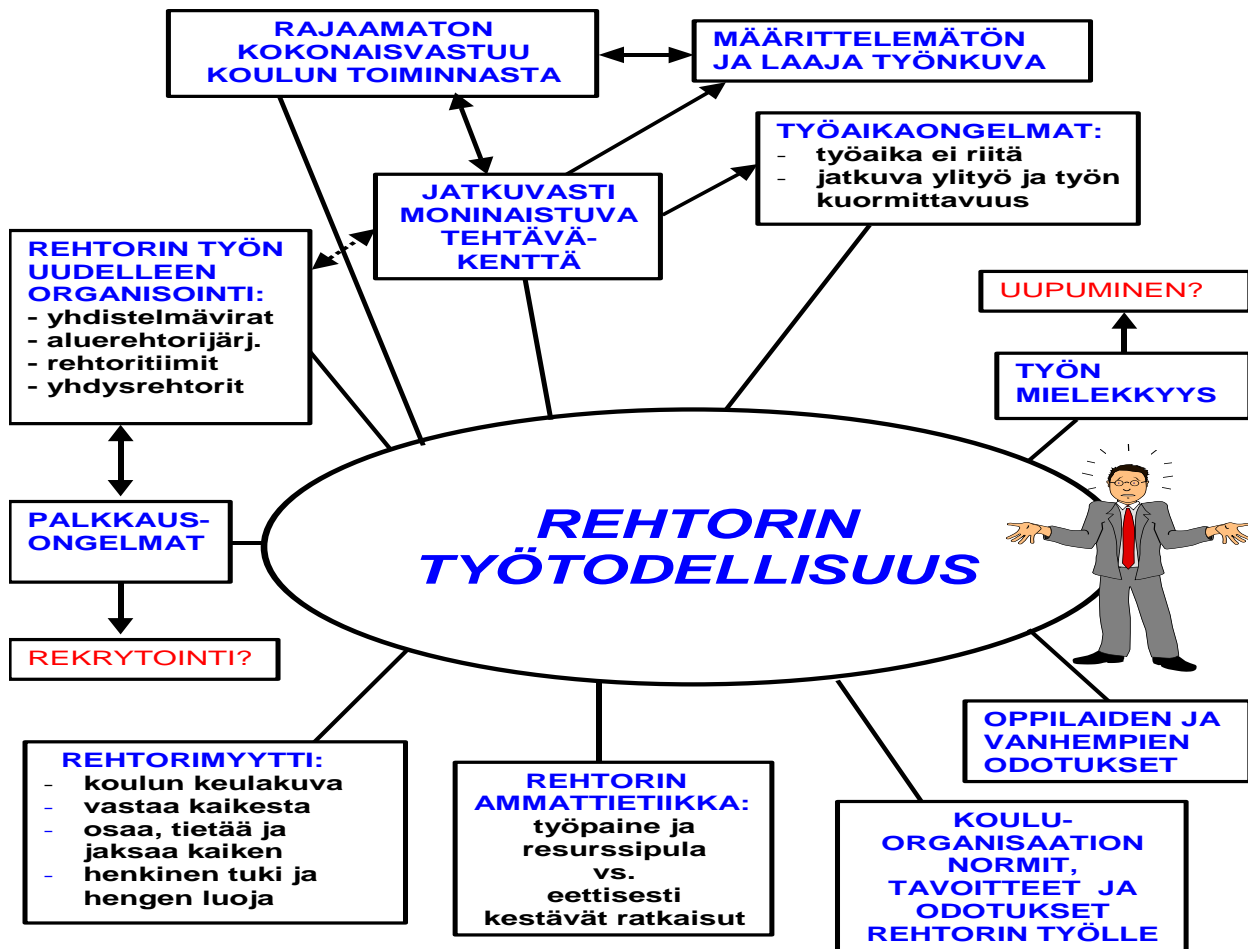 RAJAAMATON
KOKONAISVASTUU
KOULUN TOIMINNASTA
MÄÄRITTELEMÄTÖN
JA LAAJA TYÖNKUVA
TYÖAIKAONGELMAT:
- työaika ei riitä
- jatkuva ylityö ja työn
kuormittavuus
JATKUVASTI
MONINAISTUVA
TEHTÄVÄ-
KENTTÄ
REHTORIN TYÖN
UUDELLEEN
ORGANISOINTI:
- yhdistelmävirat
- aluerehtorijärj.
- rehtoritiimit
- yhdysrehtorit
UUPUMINEN?
TYÖN
MIELEKKYYS
PALKKAUS-
ONGELMAT
REHTORIN
TYÖTODELLISUUS
REKRYTOINTI?
OPPILAIDEN JA
VANHEMPIEN
ODOTUKSET
REHTORIMYYTTI:
- koulun keulakuva
- vastaa kaikesta
- osaa, tietää ja
jaksaa kaiken
- henkinen tuki ja
hengen luoja
REHTORIN
AMMATTIETIIKKA:
työpaine ja
resurssipula
vs.
eettisesti
kestävät ratkaisut
KOULU-
ORGANISAATION
NORMIT,
TAVOITTEET JA
ODOTUKSET
REHTORIN TYÖLLE